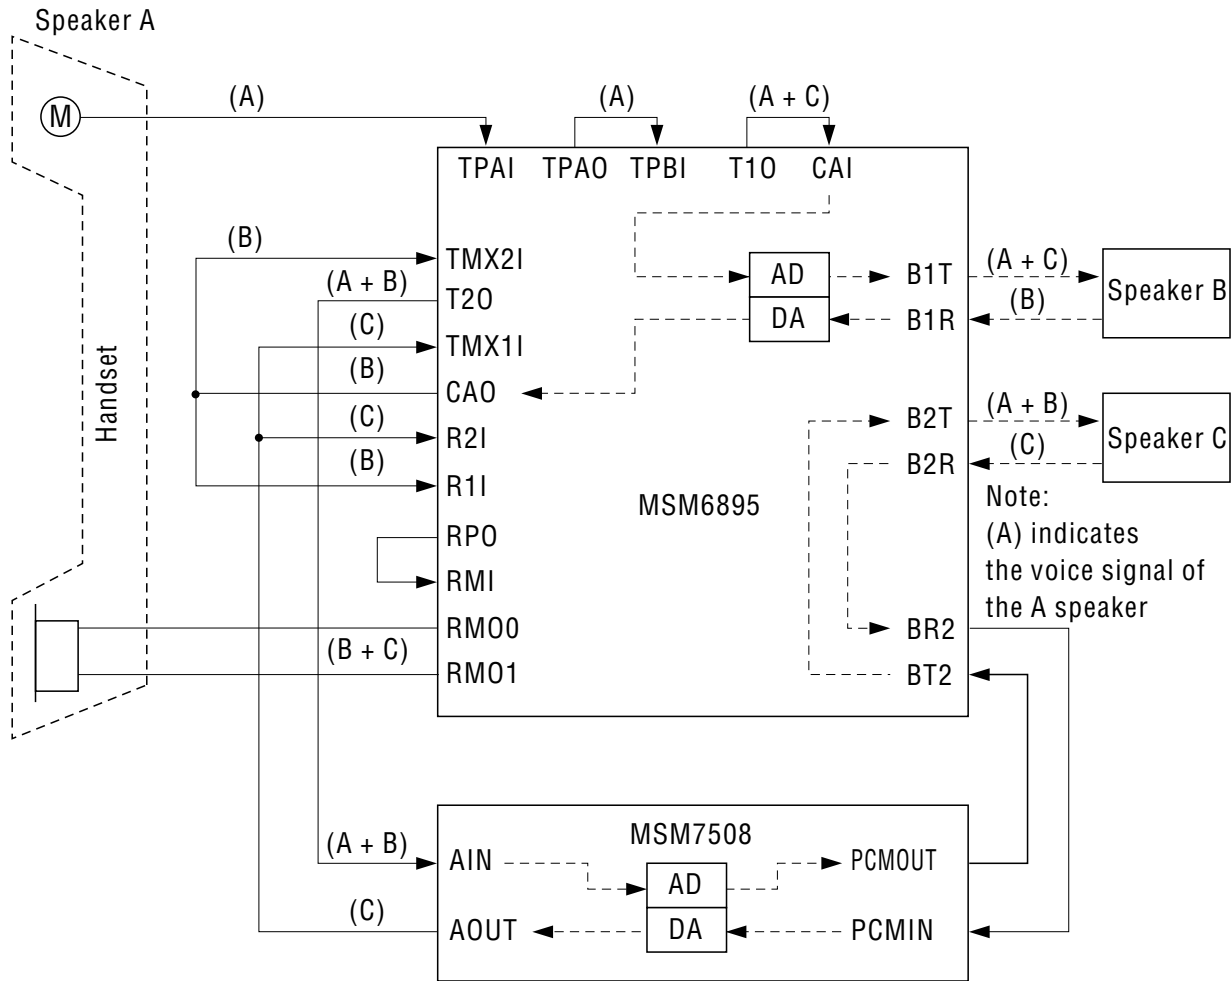 Speaker A
M
(A)
(A)
(A + C)
TPAI
TPAO
TPBI
T1O
CAI
(B)
TMX2I
(A + B)
T2O
(C)
TMX1I
(B)
CAO
(C)
R2I
(B)
R1I
RPO
RMI
RMO0
(B + C)
RMO1
Handset
AD
DA
B1T
B1R
(A + C)
(B)
Speaker B
B2T
B2R
(A + B)
(C)
Speaker C
MSM6895
Note:
(A) indicates
the voice signal of
the A speaker
BR2
BT2
MSM7508
(A + B)
AIN
AD
PCMOUT
(C)
AOUT
DA
PCMIN